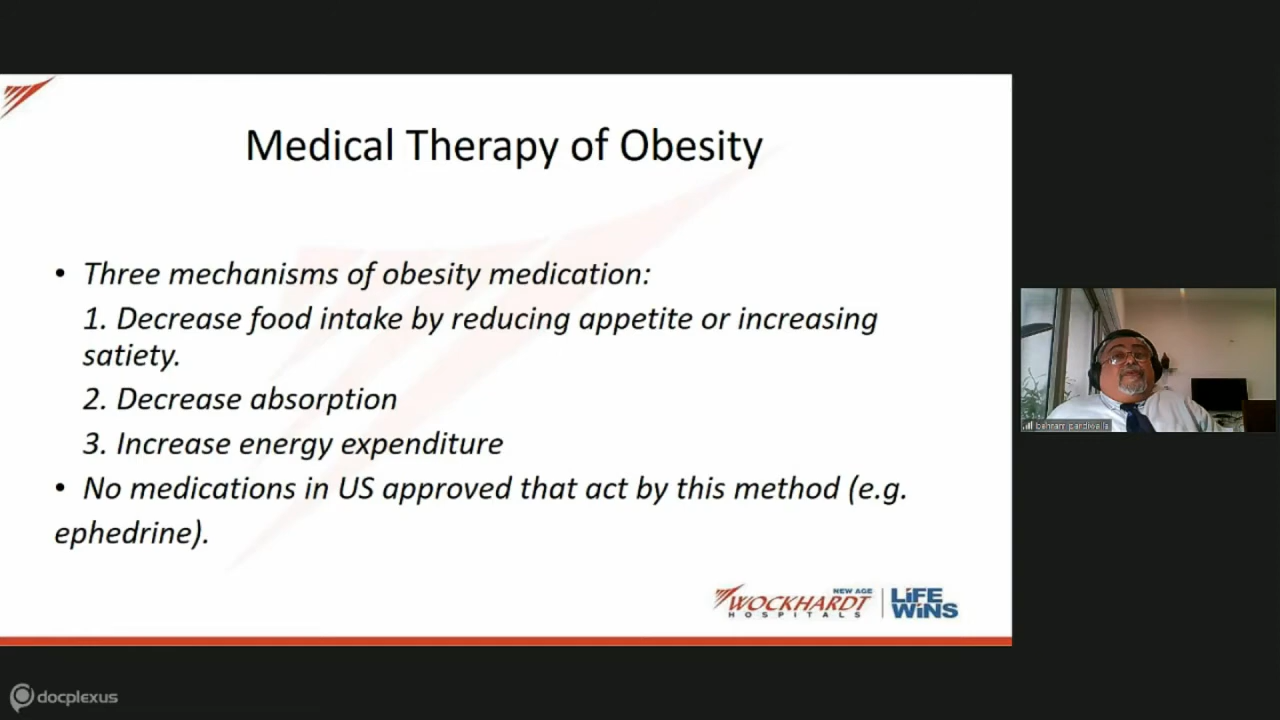 Medical Therapy of Obesity
• Three mechanisms of obesity medication:
1. Decrease food intake by reducing appetite or increasing
satiety.
2. Decrease absorption
3. Increase energy expenditure
• No medications in US approved that act by this method (e.g.
ephedrine).
NEW AGE
WOCKHARDT
HOSPITALS
LiFE
WiNS
bahram pardiwalla
docplexus